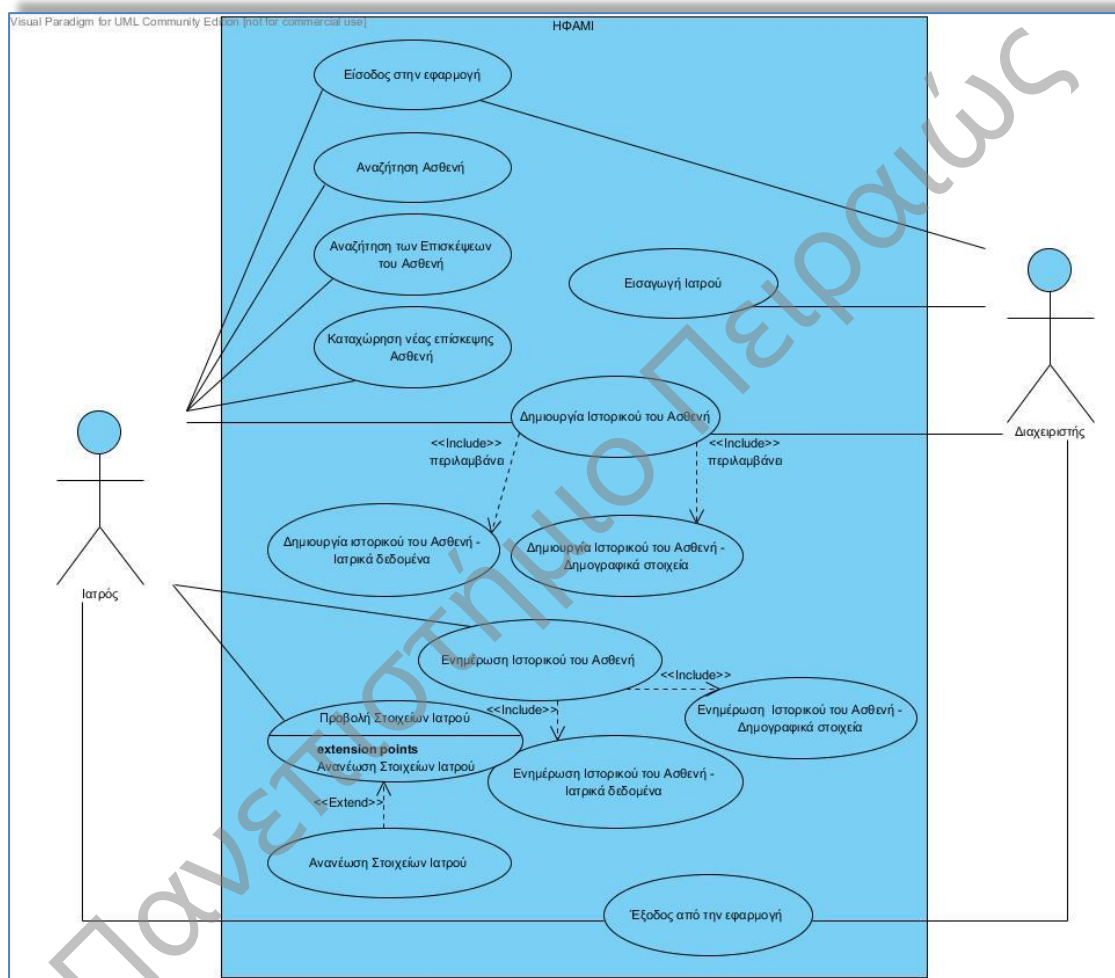 Visual Paradigm for UML Community Edition [not for commercial use]
ΗΦΑΜΙ
Είσοδος στην εφαρμογή
Αναζήτηση Ασθενή
Αναζήτηση των Επισκέψεων
του Ασθενή
Εισαγωγή Ιατρού
Καταχώρηση νέας επίσκεψης
Ασθενή
Δημιουργία Ιστορικού του Ασθενή
Διαχειριστής
<<Include>>
περιλαμβάνει
<<Include>>
περιλαμβάνει
Δημιουργία ιστορικού του Ασθενή -
Ιατρικά δεδομένα
Δημιουργία Ιστορικού του Ασθενή -
Δημογραφικά στοιχεία
Ιατρός
Ενημέρωση Ιστορικού του Ασθενή
<<Include>>
<<Include>>
Ενημέρωση Ιστορικού του Ασθενή -
Δημογραφικά στοιχεία
Προβολή Στοιχείων Ιατρού
extension points
Ανανέωση Στοιχείων Ιατρού
Ενημέρωση Ιστορικού του Ασθενή -
Ιατρικά δεδομένα
<<Extend>>
Ανανέωση Στοιχείων Ιατρού
Έξοδος από την εφαρμογή
Πανεπιστήμιο Πειραιώς